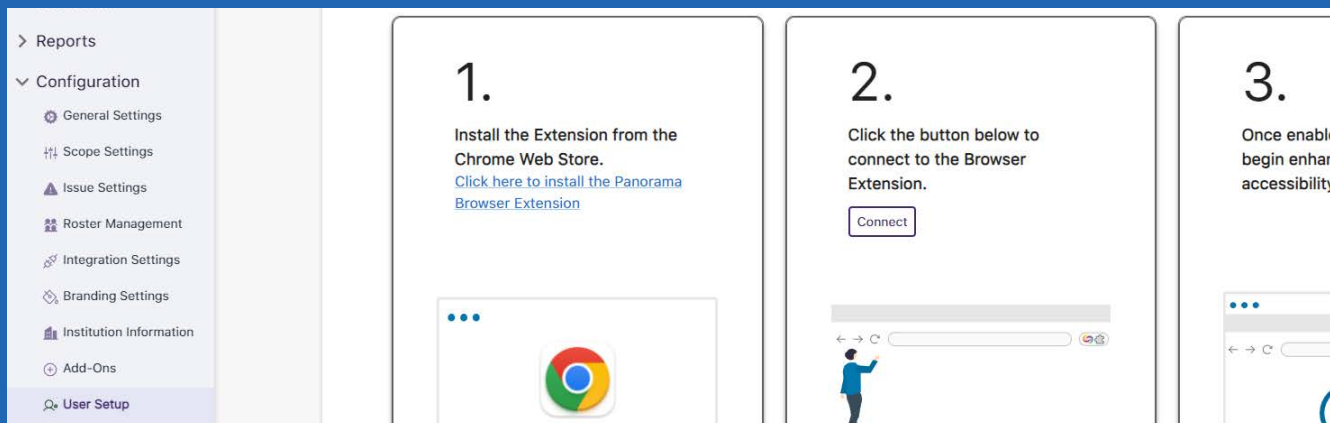 Reports
Configuration
General Settings
Scope Settings
Issue Settings
Roster Management
Integration Settings
Branding Settings
Institution Information
Add-Ons
User Setup
1.
Install the Extension from the
Chrome Web Store.
Click here to install the Panorama
Browser Extension
2.
Click the button below to
connect to the Browser
Extension.
Connect
3.
Once
begin